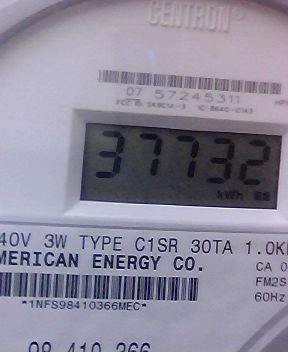 CENTRON®
07 57245311
37732
kWh
40V 3W TYPE C1SR 30TA 1.0K
MERICAN ENERGY CO.
CA 0
FM2S
60Hz
*1NFS98410366MEC*
98 410 366